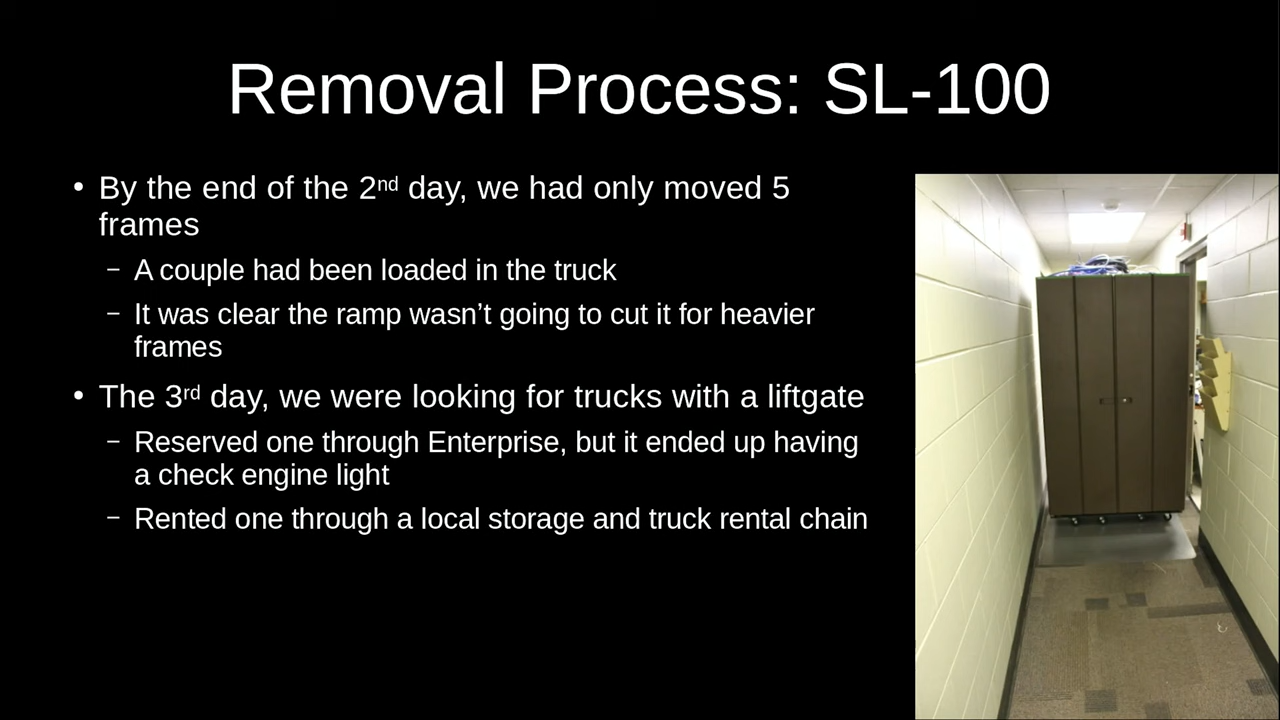 Removal Process: SL-100
• By the end of the 2nd day, we had only moved 5
frames
– A couple had been loaded in the truck
– It was clear the ramp wasn’t going to cut it for heavier
frames
• The 3rd day, we were looking for trucks with a liftgate
– Reserved one through Enterprise, but it ended up having
a check engine light
– Rented one through a local storage and truck rental chain